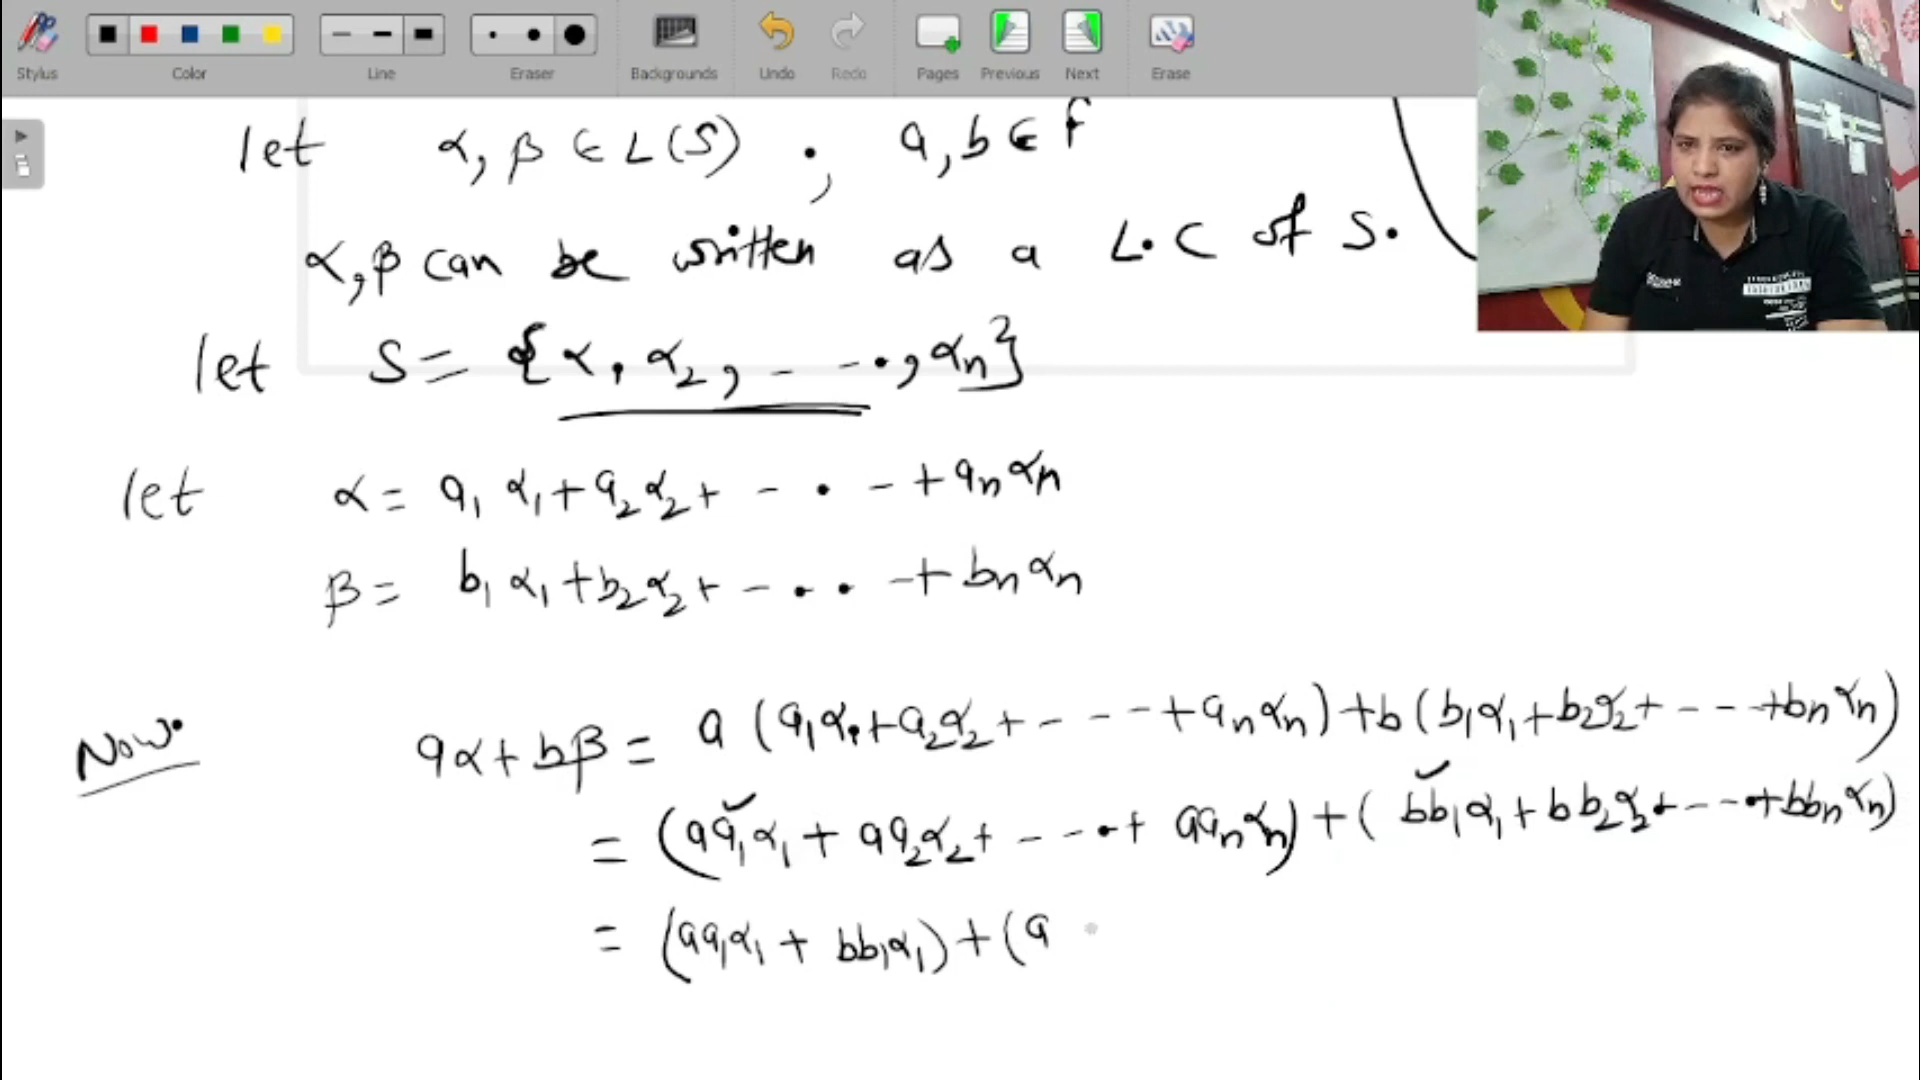 Stylus Color Line Eraser Backgrounds Undo Redo Pages Previous Next Erase
let α, β ∈ L(S) ; a, b ∈ F
α, β can be written as a L.C of S.
let S = {α₁, α₂, - - . . , αₙ}
let α = a₁α₁ + a₂α₂ + - . - + aₙαₙ
β = b₁α₁ + b₂α₂ + - . . - + bₙαₙ
Now aα + bβ = a (a₁α₁ + a₂α₂ + - - - + aₙαₙ) + b (b₁α₁ + b₂α₂ + - - - + bₙαₙ)
= (aa₁α₁ + aa₂α₂ + - - . + aaₙαₙ) + (bb₁α₁ + bb₂α₂ + - - . + bbₙαₙ)
= (aa₁α₁ + bb₁α₁) + (a